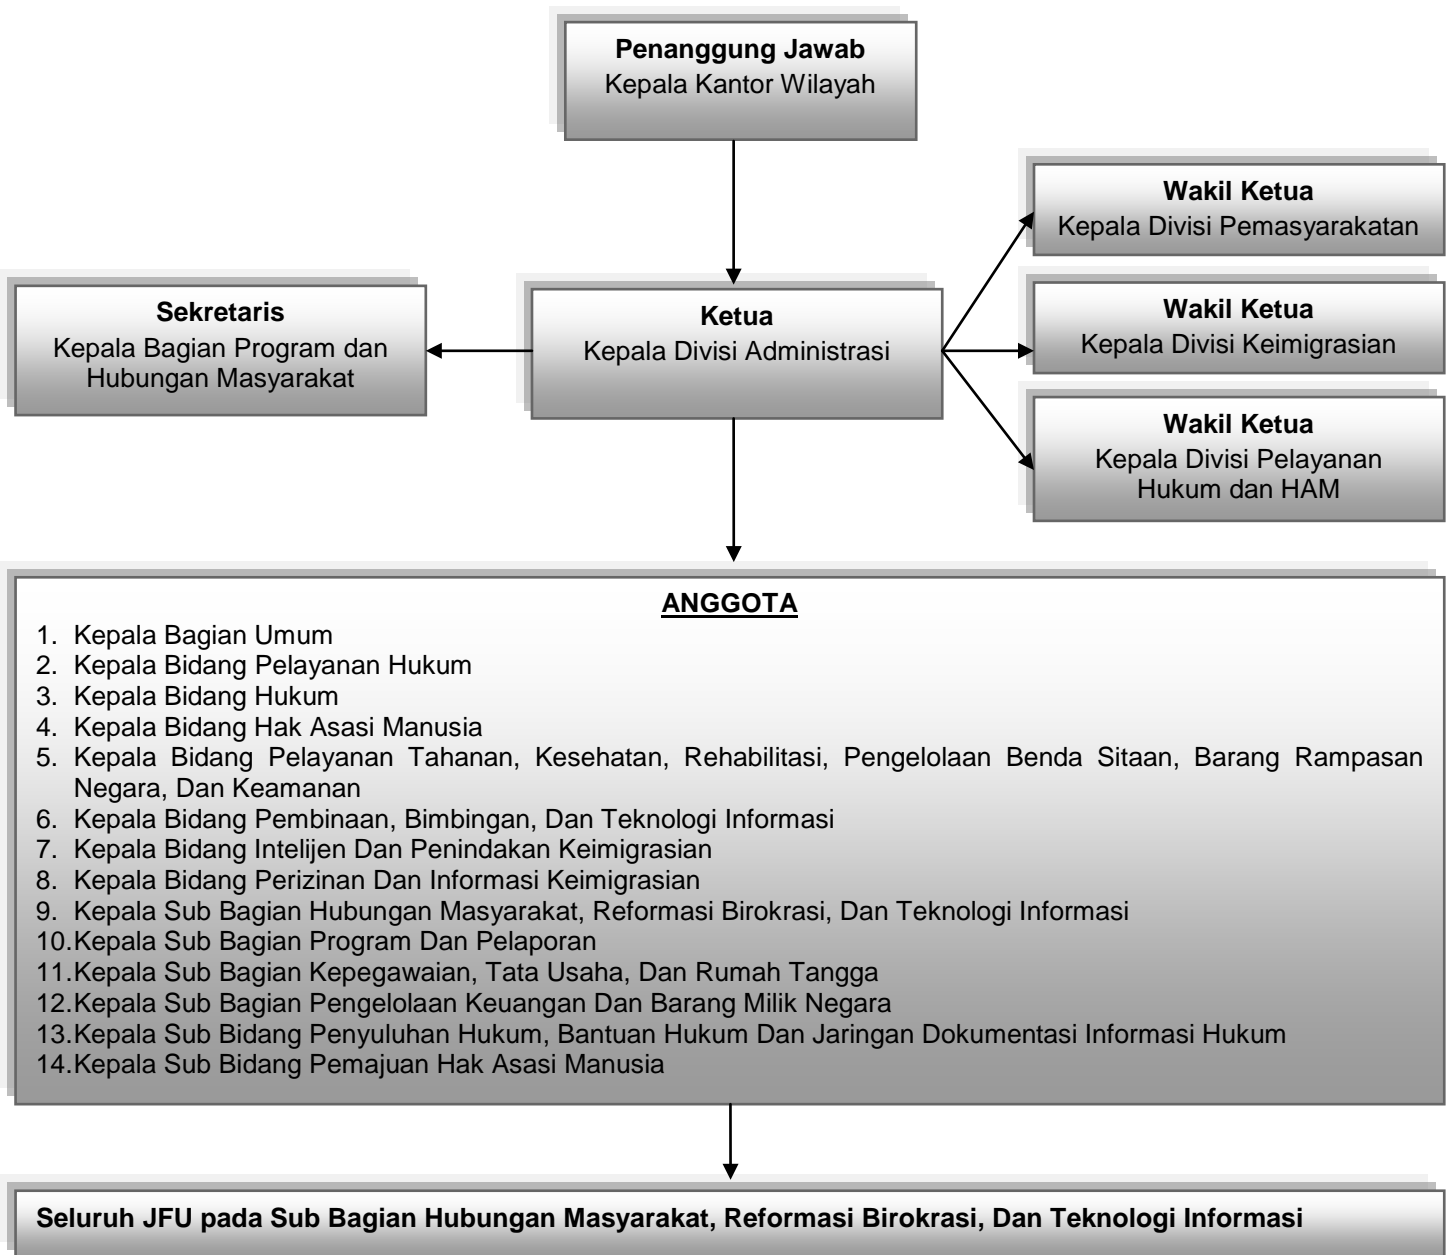 Penanggung Jawab
Kepala Kantor Wilayah
Wakil Ketua
Kepala Divisi Pemasyarakatan
Sekretaris
Kepala Bagian Program dan
Hubungan Masyarakat
Ketua
Kepala Divisi Administrasi
Wakil Ketua
Kepala Divisi Keimigrasian
Wakil Ketua
Kepala Divisi Pelayanan
Hukum dan HAM
ANGGOTA
1. Kepala Bagian Umum
2. Kepala Bidang Pelayanan Hukum
3. Kepala Bidang Hukum
4. Kepala Bidang Hak Asasi Manusia
5. Kepala Bidang Pelayanan Tahanan, Kesehatan, Rehabilitasi, Pengelolaan Benda Sitaan, Barang Rampasan
Negara, Dan Keamanan
6. Kepala Bidang Pembinaan, Bimbingan, Dan Teknologi Informasi
7. Kepala Bidang Intelijen Dan Penindakan Keimigrasian
8. Kepala Bidang Perizinan Dan Informasi Keimigrasian
9. Kepala Sub Bagian Hubungan Masyarakat, Reformasi Birokrasi, Dan Teknologi Informasi
10.Kepala Sub Bagian Program Dan Pelaporan
11.Kepala Sub Bagian Kepegawaian, Tata Usaha, Dan Rumah Tangga
12.Kepala Sub Bagian Pengelolaan Keuangan Dan Barang Milik Negara
13.Kepala Sub Bidang Penyuluhan Hukum, Bantuan Hukum Dan Jaringan Dokumentasi Informasi Hukum
14.Kepala Sub Bidang Pemajuan Hak Asasi Manusia
Seluruh JFU pada Sub Bagian Hubungan Masyarakat, Reformasi Birokrasi, Dan Teknologi Informasi